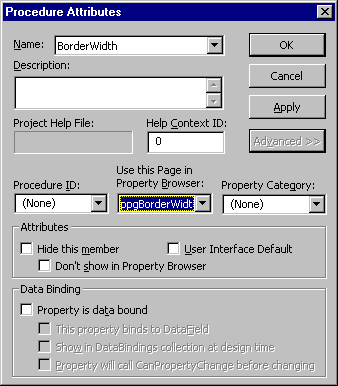 Procedure Attributes
Name: BorderWidth OK
Description: Cancel
Apply
Project Help File: Help Context ID:
0 Advanced >>
Use this Page in
Procedure ID: Property Browser: Property Category:
(None) ppgBorderWidt (None)
Attributes
Hide this member User Interface Default
Don't show in Property Browser
Data Binding
Property is data bound
This property binds to DataField
Show in DataBindings collection at design time
Property will call CanPropertyChange before changing